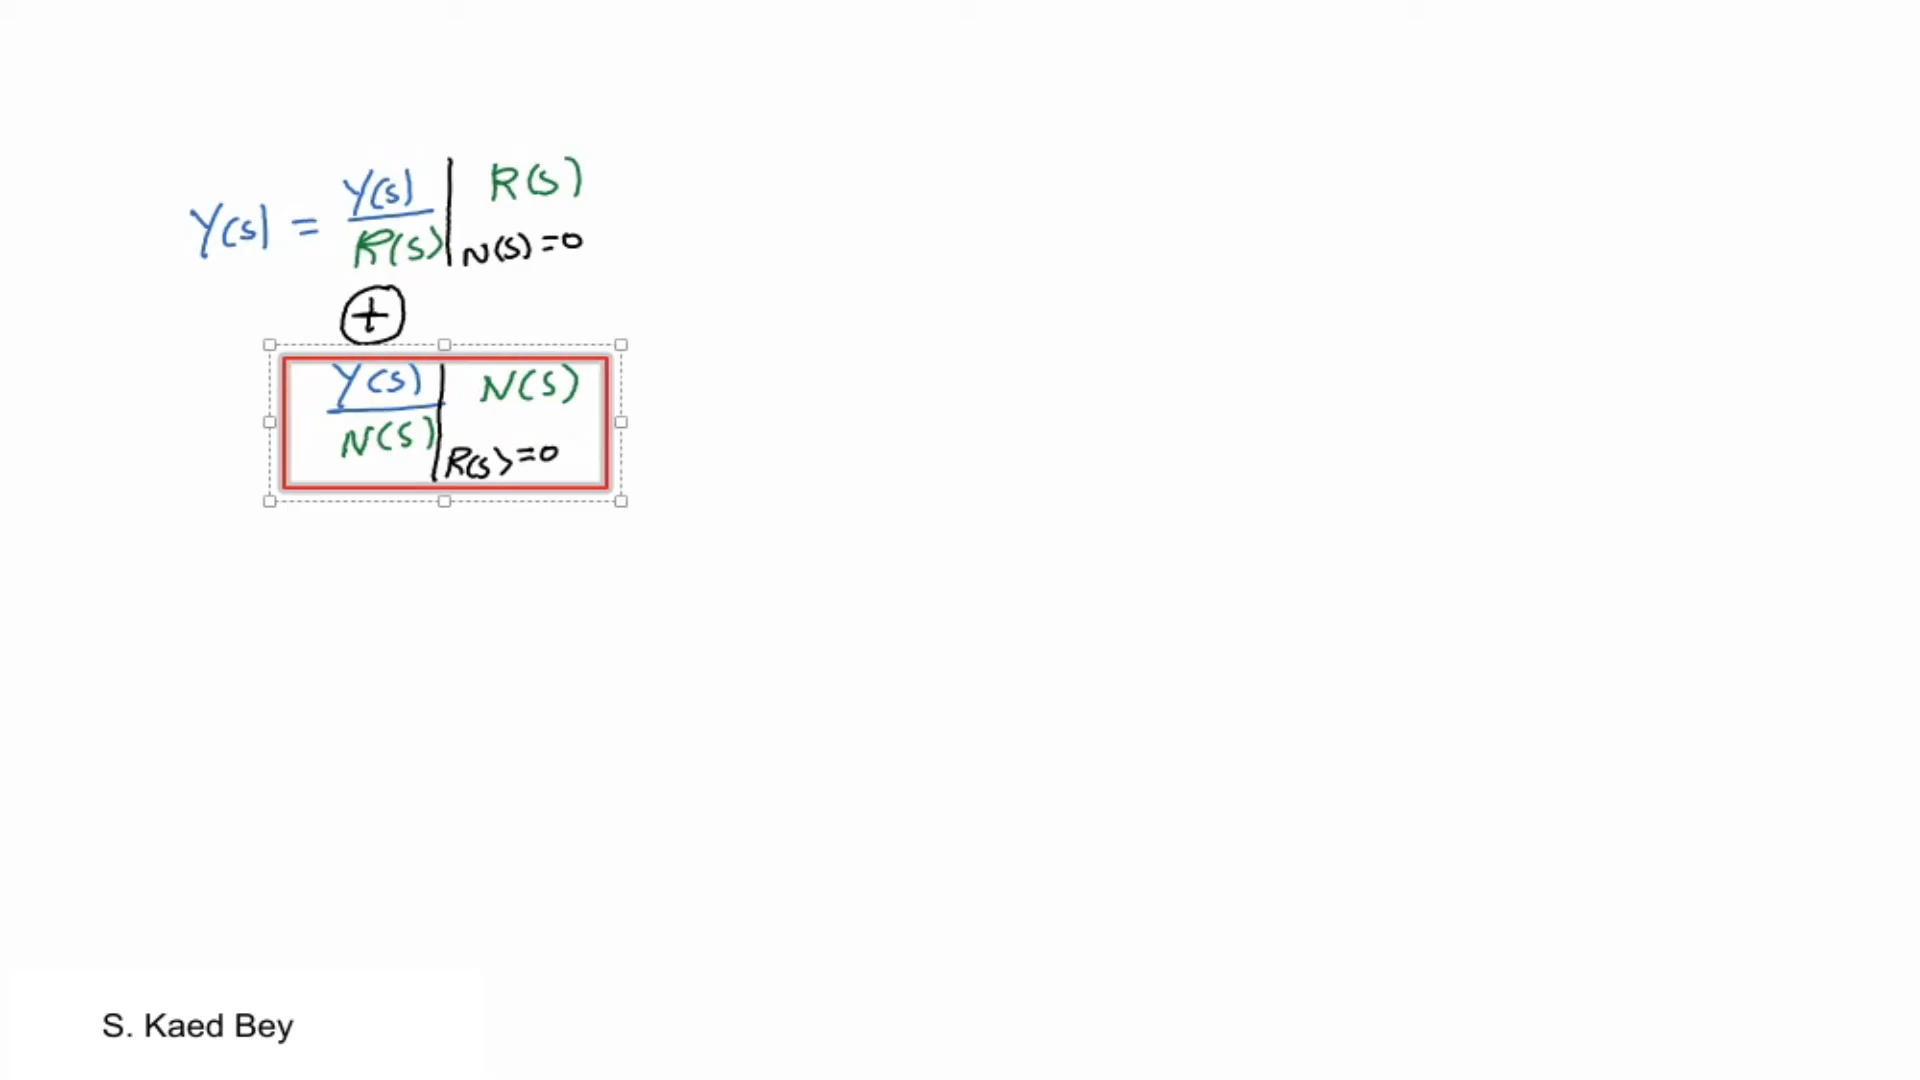 Y(s) = Y(s)/R(s) | N(s)=0 R(s)
+
Y(s)/N(s) | R(s)=0 N(s)
S. Kaed Bey